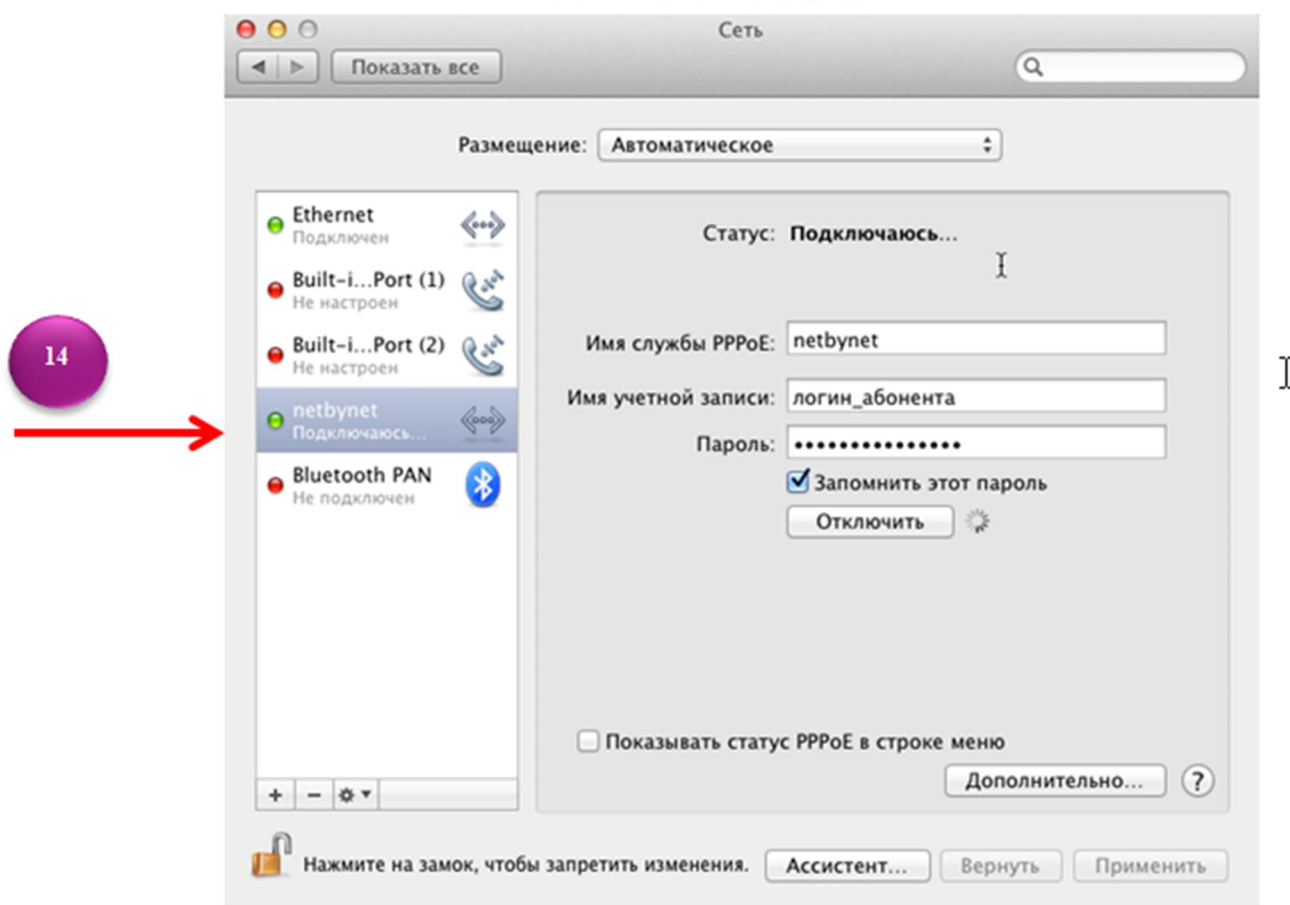 Сеть
Показать все
Размещение: Автоматическое
Ethernet
Подключен
Built-i...Port (1)
Не настроен
Built-i...Port (2)
Не настроен
14
netbynet
Подключаюсь...
Bluetooth PAN
Не подключен
Статус: Подключаюсь...
Имя службы PPPoE: netbynet
Имя учетной записи: логин_абонента
Пароль: •••••••••••••••
Запомнить этот пароль
Отключить
Показывать статус PPPoE в строке меню
Дополнительно... ?
+ −
Нажмите на замок, чтобы запретить изменения. Ассистент... Вернуть Применить